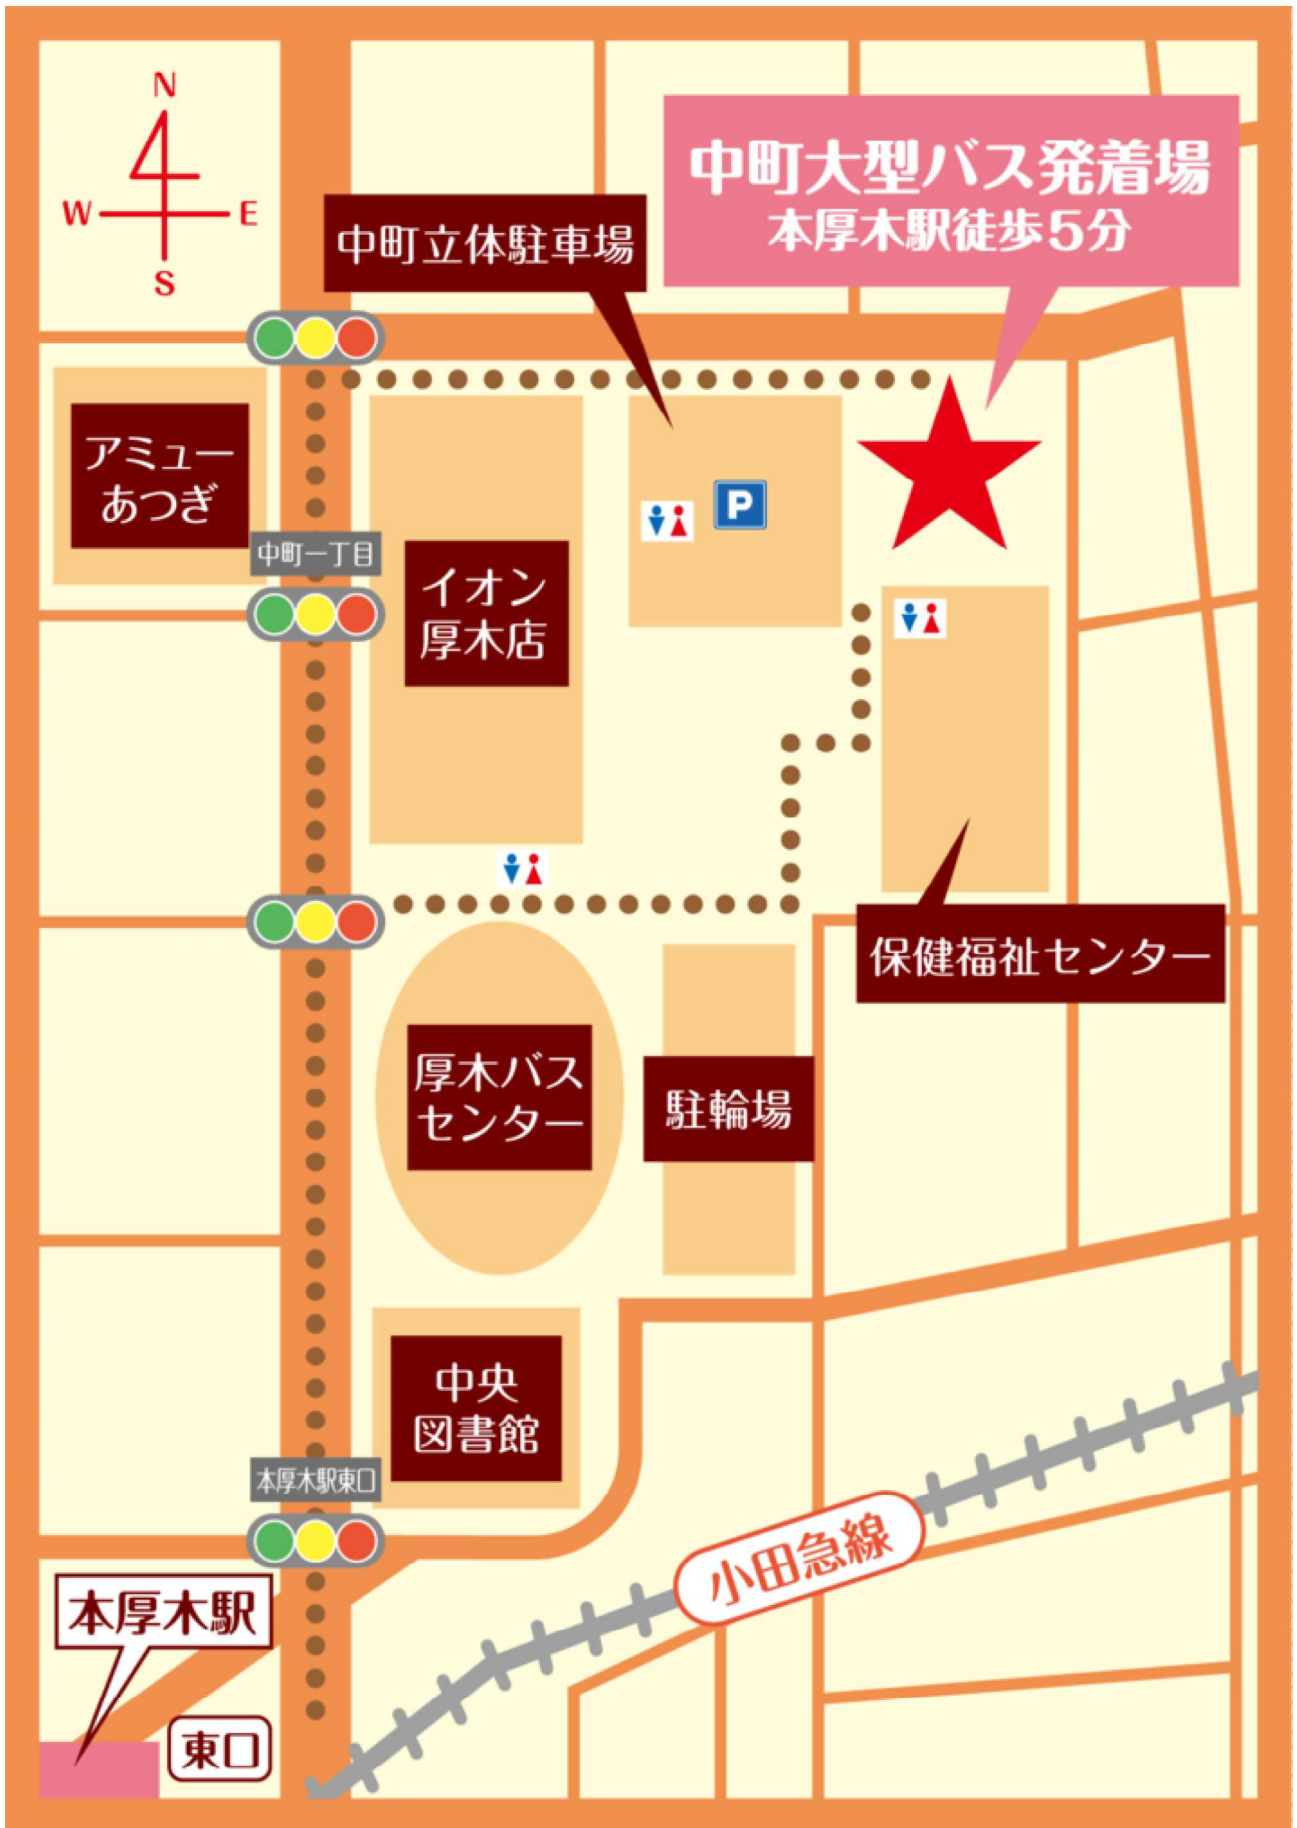 N
W
E
S
中町大型バス発着場
本厚木駅徒歩5分
中町立体駐車場
アミュー
あつぎ
P
中町一丁目
イオン
厚木店
保健福祉センター
厚木バス
センター
駐輪場
中央
図書館
本厚木駅東口
小田急線
本厚木駅
東口